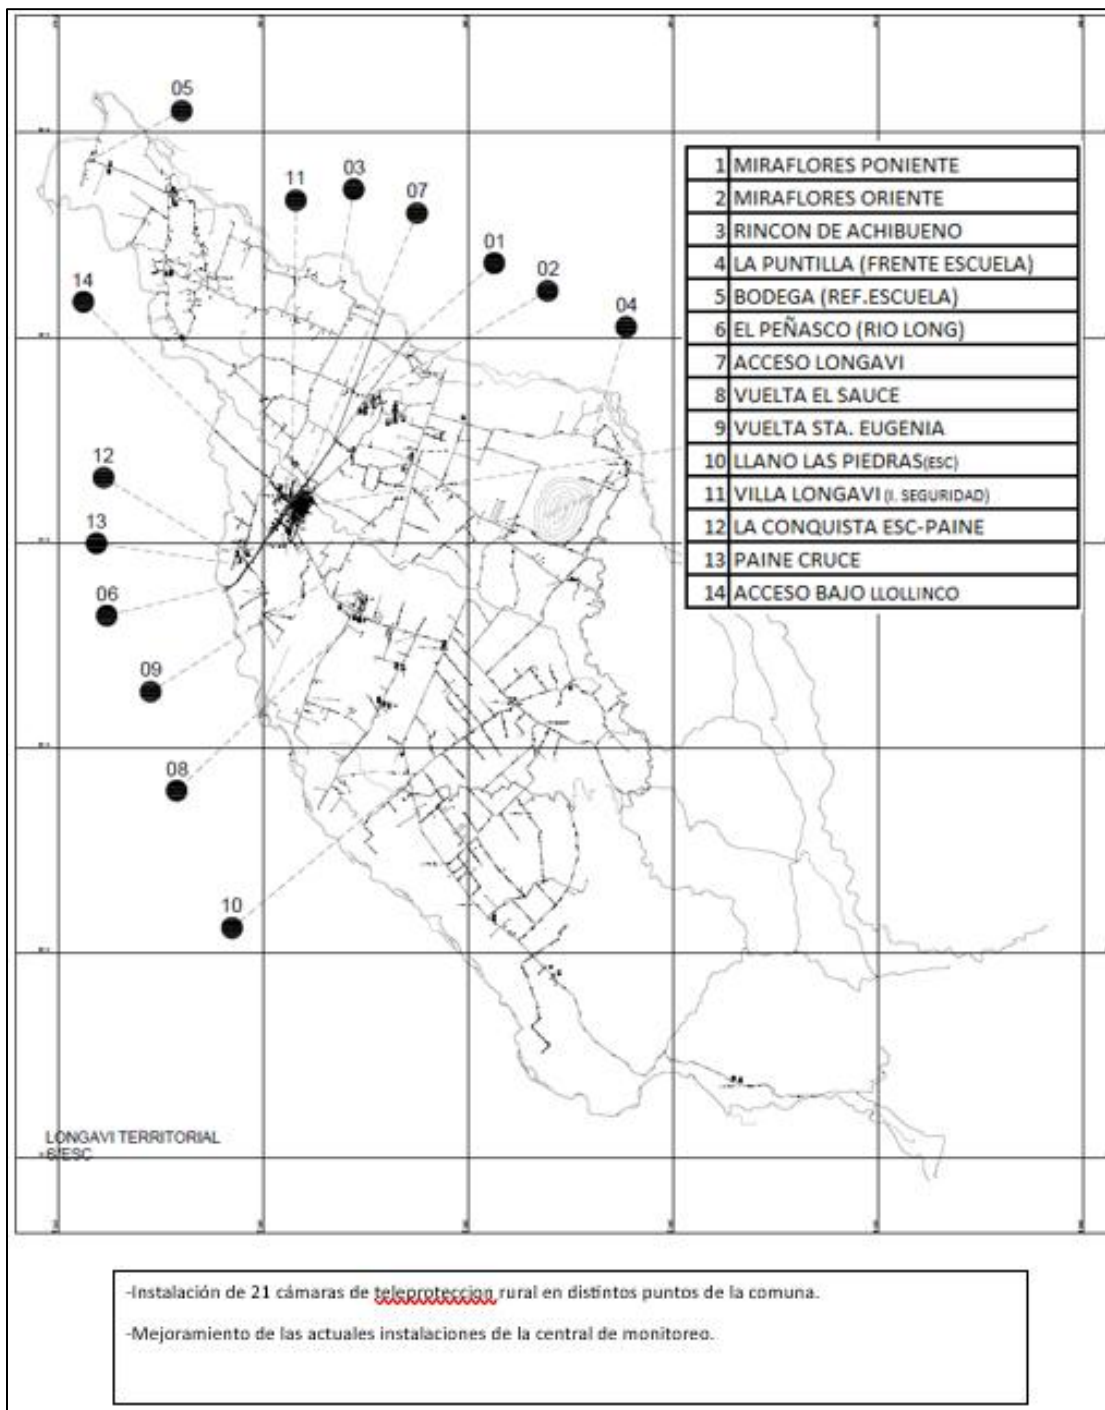 05
11
03
07
01
02
04
14
12
13
06
09
08
10
1 MIRAFLORES PONIENTE
2 MIRAFLORES ORIENTE
3 RINCON DE ACHIBUENO
4 LA PUNTILLA (FRENTE ESCUELA)
5 BODEGA (REF.ESCUELA)
6 EL PEÑASCO (RIO LONG)
7 ACCESO LONGAVI
8 VUELTA EL SAUCE
9 VUELTA STA. EUGENIA
10 LLANO LAS PIEDRAS(ESC)
11 VILLA LONGAVI (I. SEGURIDAD)
12 LA CONQUISTA ESC-PAINE
13 PAINE CRUCE
14 ACCESO BAJO LLOLLINCO
LONGAVI TERRITORIAL
-Instalación de 21 cámaras de teleproteccion rural en distintos puntos de la comuna.
-Mejoramiento de las actuales instalaciones de la central de monitoreo.